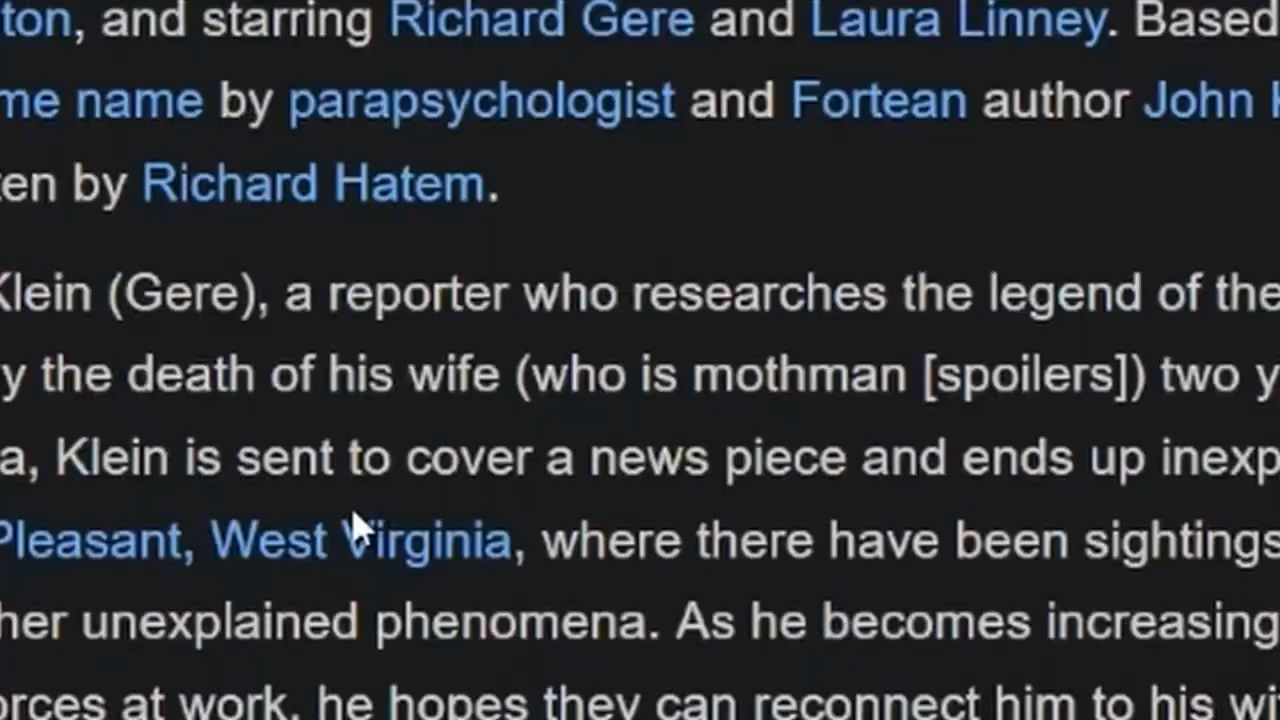 ton, and starring Richard Gere and Laura Linney. Based
me name by parapsychologist and Fortean author John
en by Richard Hatem.
Klein (Gere), a reporter who researches the legend of the
y the death of his wife (who is mothman [spoilers]) two y
a, Klein is sent to cover a news piece and ends up inexp
Pleasant, West Virginia, where there have been sightings
her unexplained phenomena. As he becomes increasing
orces at work, he hopes they can reconnect him to his wi